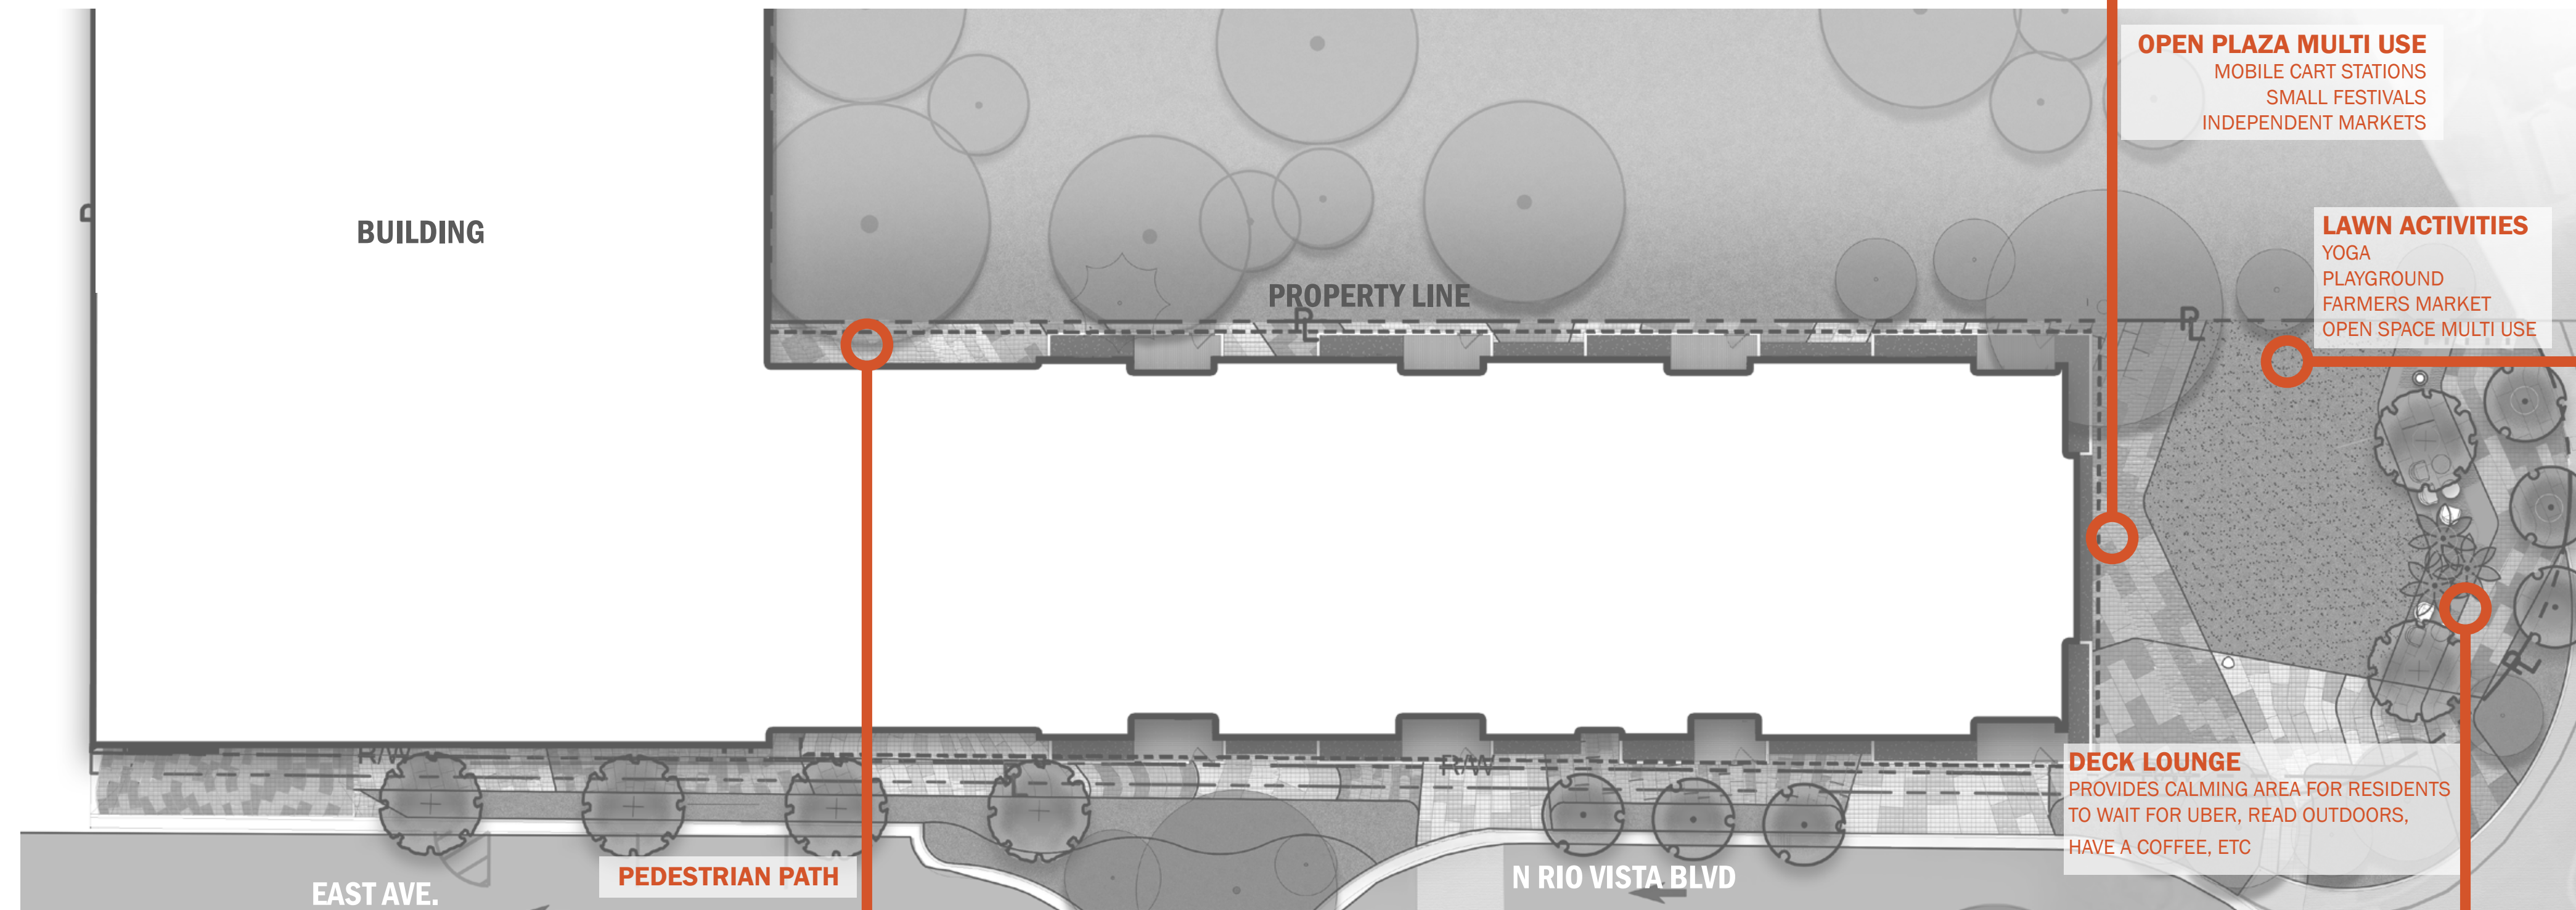 OPEN PLAZA MULTI USE
MOBILE CART STATIONS
SMALL FESTIVALS
INDEPENDENT MARKETS
BUILDING
LAWN ACTIVITIES
YOGA
PLAYGROUND
FARMERS MARKET
OPEN SPACE MULTI USE
PROPERTY LINE
PL
PL
PL
R/W
R/W
DECK LOUNGE
PROVIDES CALMING AREA FOR RESIDENTS
TO WAIT FOR UBER, READ OUTDOORS,
HAVE A COFFEE, ETC
PEDESTRIAN PATH
EAST AVE.
N RIO VISTA BLVD